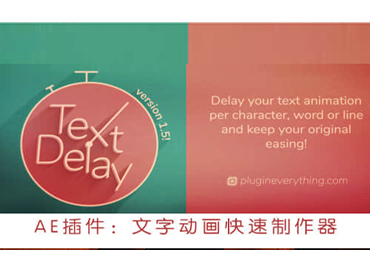 Text
Delay
version 1.5!
Delay your text animation
per character, word or line
and keep your original
easing!
plugineverything.com
AE插件：文字动画快速制作器